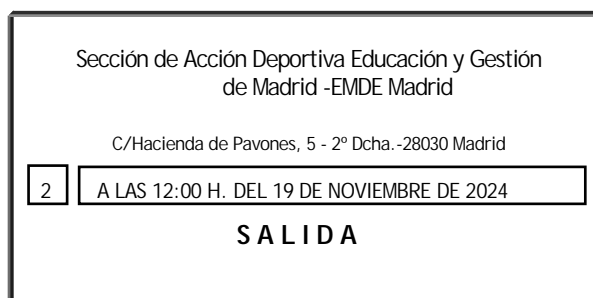 Sección de Acción Deportiva Educación y Gestión
de Madrid -EMDE Madrid
C/Hacienda de Pavones, 5 - 2º Dcha.-28030 Madrid
2 A LAS 12:00 H. DEL 19 DE NOVIEMBRE DE 2024
SALIDA